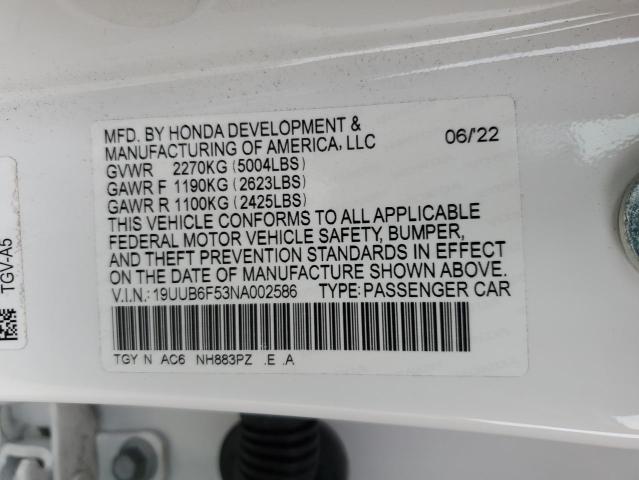 MFD. BY HONDA DEVELOPMENT &
MANUFACTURING OF AMERICA, LLC 06/'22
GVWR 2270KG (5004LBS)
GAWR F 1190KG (2623LBS)
GAWR R 1100KG (2425LBS)
THIS VEHICLE CONFORMS TO ALL APPLICABLE
FEDERAL MOTOR VEHICLE SAFETY, BUMPER,
AND THEFT PREVENTION STANDARDS IN EFFECT
ON THE DATE OF MANUFACTURE SHOWN ABOVE.
V.I.N.: 19UUB6F53NA002586 TYPE: PASSENGER CAR
TGY N AC6 NH883PZ .E .A
TGV-A5